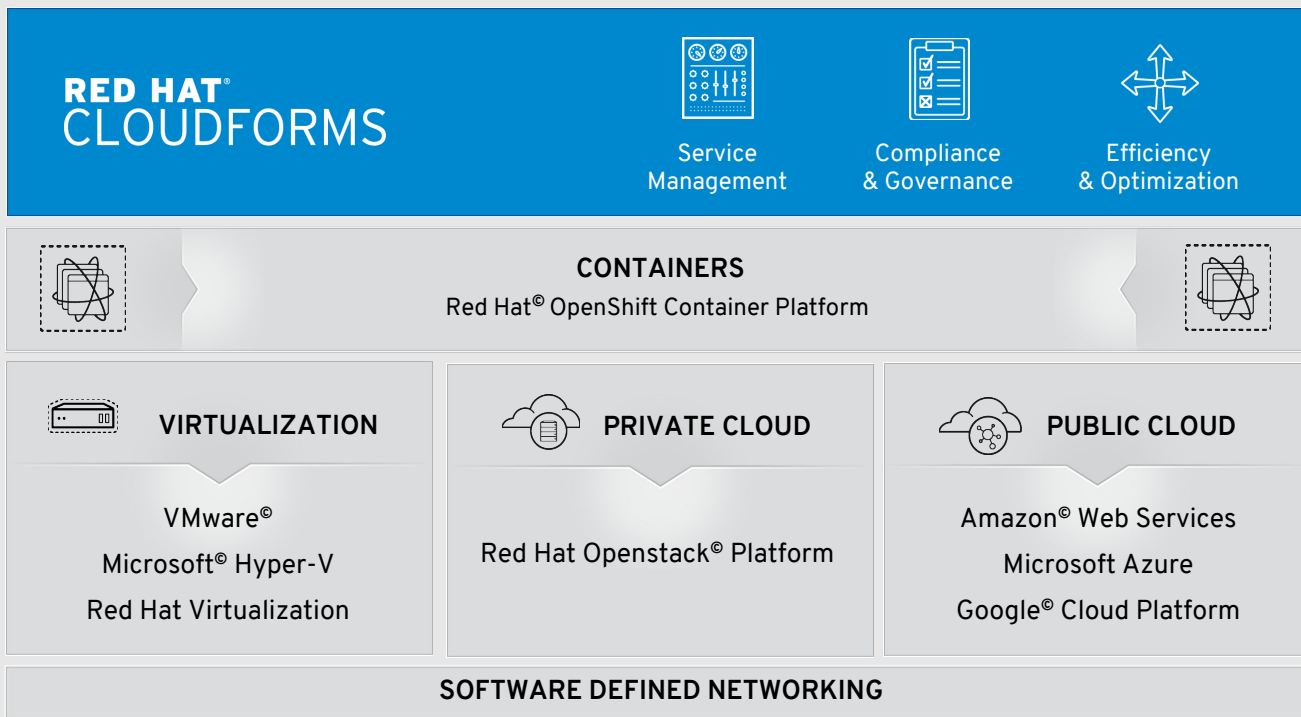 RED HAT®
CLOUDFORMS
Service
Management
Compliance
& Governance
Efficiency
& Optimization
CONTAINERS
Red Hat© OpenShift Container Platform
VIRTUALIZATION
VMware©
Microsoft© Hyper-V
Red Hat Virtualization
PRIVATE CLOUD
Red Hat Openstack© Platform
PUBLIC CLOUD
Amazon© Web Services
Microsoft Azure
Google© Cloud Platform
SOFTWARE DEFINED NETWORKING